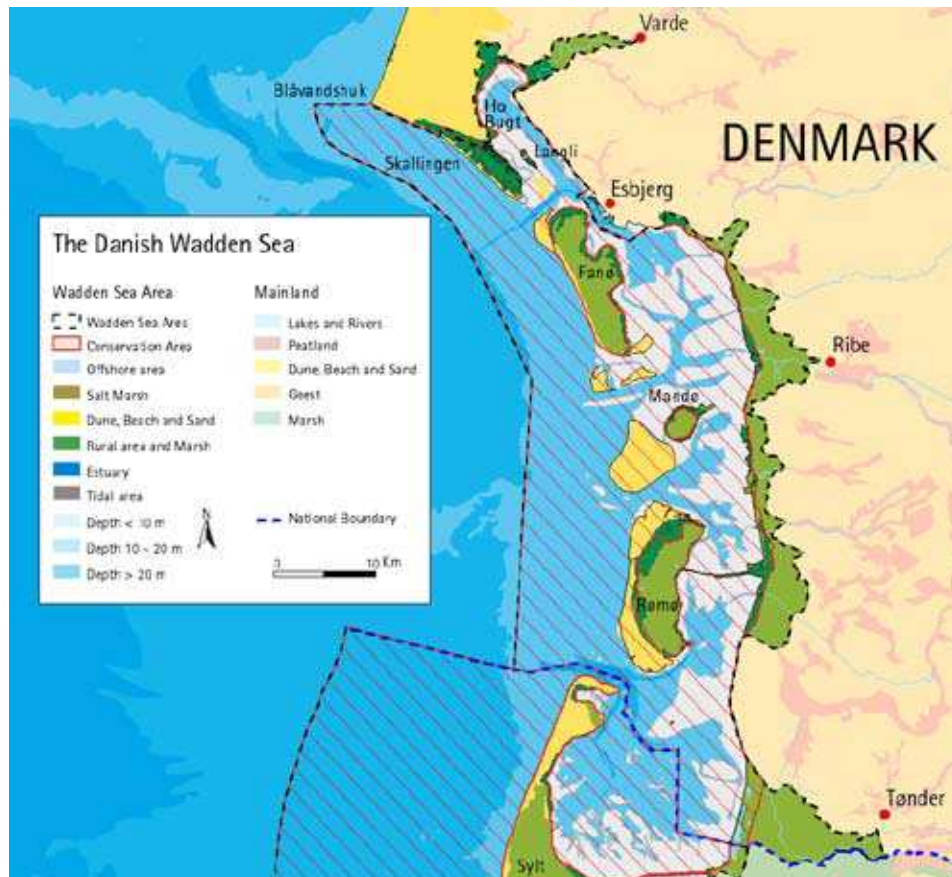 Varde
Blåvandshuk
Ho
Bugt
DENMARK
Skallingen
Langli
Esbjerg
The Danish Wadden Sea
Fanø
Wadden Sea Area
Mainland
Wadden Sea Area
Lakes and Rivers
Conservation Area
Peatland
Offshore area
Dune, Beach and Sand
Ribe
Salt Marsh
Geest
Mandø
Dune, Beach and Sand
Marsh
Rural area and Marsh
Estuary
Tidal area
N
Depth < 10 m
National Boundary
Depth 10 - 20 m
0 10 Km
Depth > 20 m
Rømø
Tønder
Sylt